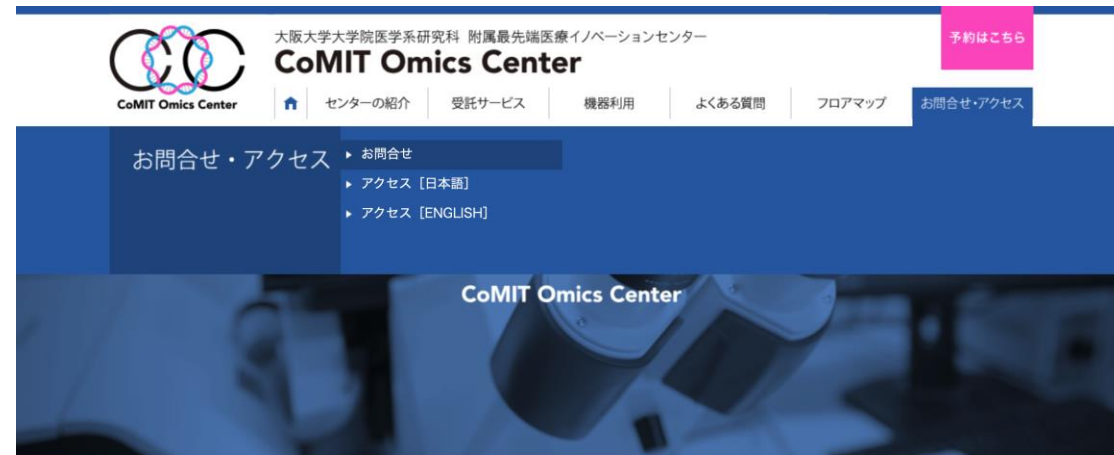 大阪大学大学院医学系研究科 附属最先端医療イノベーションセンター
CoMIT Omics Center
CoMIT Omics Center
予約はこちら
センターの紹介
受託サービス
機器利用
よくある質問
フロアマップ
お問合せ・アクセス
お問合せ・アクセス
お問合せ
アクセス［日本語］
アクセス［ENGLISH］
CoMIT Omics Center